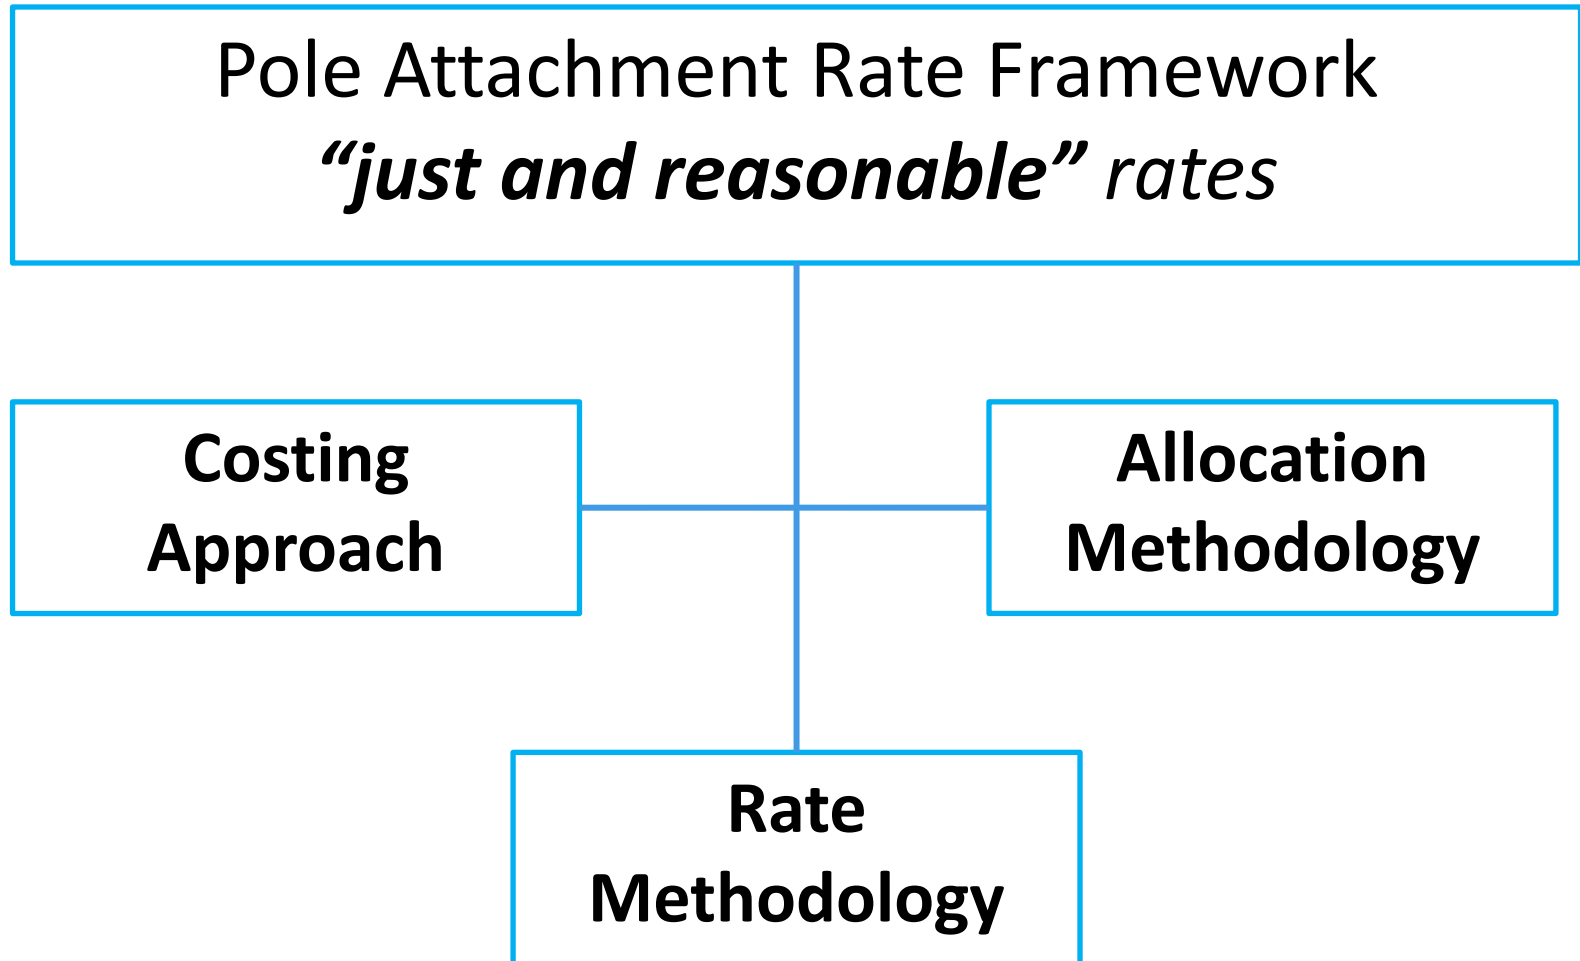 Pole Attachment Rate Framework
“just and reasonable” rates
Costing
Approach
Allocation
Methodology
Rate
Methodology